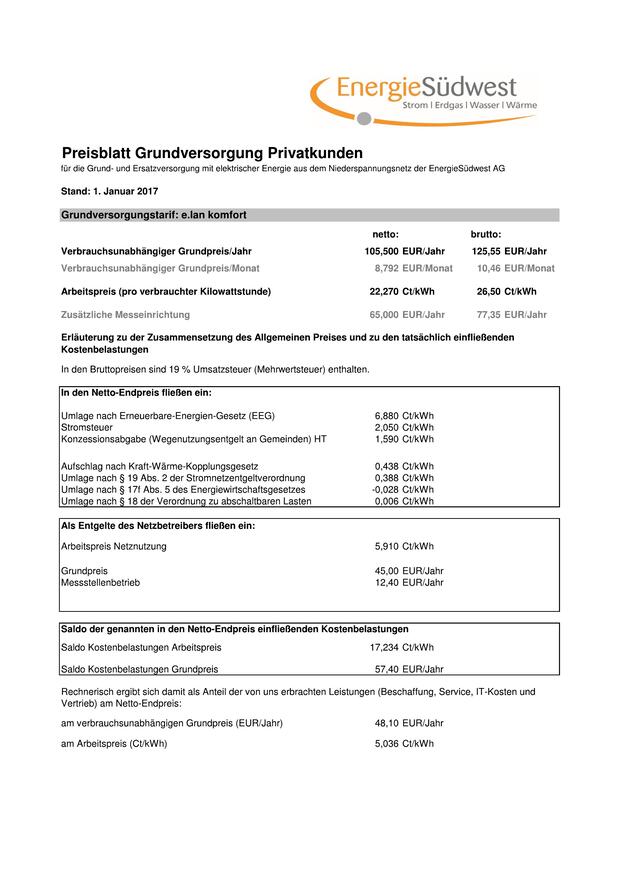 EnergieSüdwest
Strom | Erdgas | Wasser | Wärme
Preisblatt Grundversorgung Privatkunden
für die Grund- und Ersatzversorgung mit elektrischer Energie aus dem Niederspannungsnetz der EnergieSüdwest AG
Stand: 1. Januar 2017
Grundversorgungstarif: e.lan komfort
netto: brutto:
Verbrauchsunabhängiger Grundpreis/Jahr 105,500 EUR/Jahr 125,55 EUR/Jahr
Verbrauchsunabhängiger Grundpreis/Monat 8,792 EUR/Monat 10,46 EUR/Monat
Arbeitspreis (pro verbrauchter Kilowattstunde) 22,270 Ct/kWh 26,50 Ct/kWh
Zusätzliche Messeinrichtung 65,000 EUR/Jahr 77,35 EUR/Jahr
Erläuterung zu der Zusammensetzung des Allgemeinen Preises und zu den tatsächlich einfließenden
Kostenbelastungen
In den Bruttopreisen sind 19 % Umsatzsteuer (Mehrwertsteuer) enthalten.
In den Netto-Endpreis fließen ein:
Umlage nach Erneuerbare-Energien-Gesetz (EEG) 6,880 Ct/kWh
Stromsteuer 2,050 Ct/kWh
Konzessionsabgabe (Wegenutzungsentgelt an Gemeinden) HT 1,590 Ct/kWh
Aufschlag nach Kraft-Wärme-Kopplungsgesetz 0,438 Ct/kWh
Umlage nach § 19 Abs. 2 der Stromnetzentgeltverordnung 0,388 Ct/kWh
Umlage nach § 17f Abs. 5 des Energiewirtschaftsgesetzes -0,028 Ct/kWh
Umlage nach § 18 der Verordnung zu abschaltbaren Lasten 0,006 Ct/kWh
Als Entgelte des Netzbetreibers fließen ein:
Arbeitspreis Netznutzung 5,910 Ct/kWh
Grundpreis 45,00 EUR/Jahr
Messstellenbetrieb 12,40 EUR/Jahr
Saldo der genannten in den Netto-Endpreis einfließenden Kostenbelastungen
Saldo Kostenbelastungen Arbeitspreis 17,234 Ct/kWh
Saldo Kostenbelastungen Grundpreis 57,40 EUR/Jahr
Rechnerisch ergibt sich damit als Anteil der von uns erbrachten Leistungen (Beschaffung, Service, IT-Kosten und
Vertrieb) am Netto-Endpreis:
am verbrauchsunabhängigen Grundpreis (EUR/Jahr) 48,10 EUR/Jahr
am Arbeitspreis (Ct/kWh) 5,036 Ct/kWh